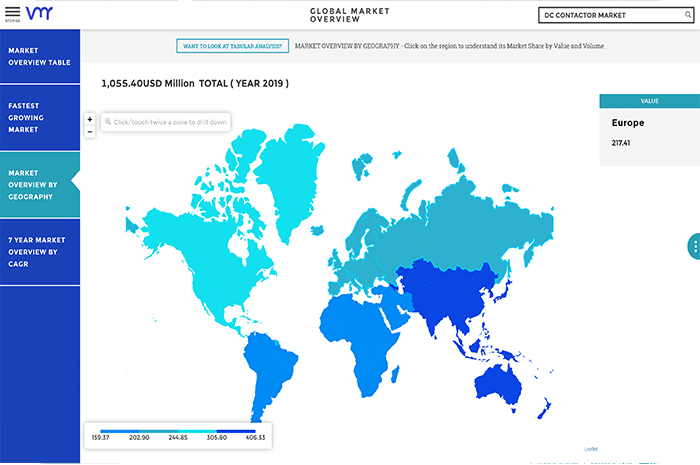 STORIES
VMr
GLOBAL MARKET
OVERVIEW
DC CONTACTOR MARKET
MARKET
OVERVIEW TABLE
FASTEST
GROWING
MARKET
MARKET
OVERVIEW BY
GEOGRAPHY
7 YEAR MARKET
OVERVIEW BY
CAGR
WANT TO LOOK AT TABULAR ANALYSIS? MARKET OVERVIEW BY GEOGRAPHY - Click on the region to understand its Market Share by Value and Volume
1,055.40USD Million TOTAL ( YEAR 2019 )
+
−
Click/touch twice a zone to drill down
VALUE
Europe
217.41
159.37 202.90 244.85 305.80 406.33
Leaflet